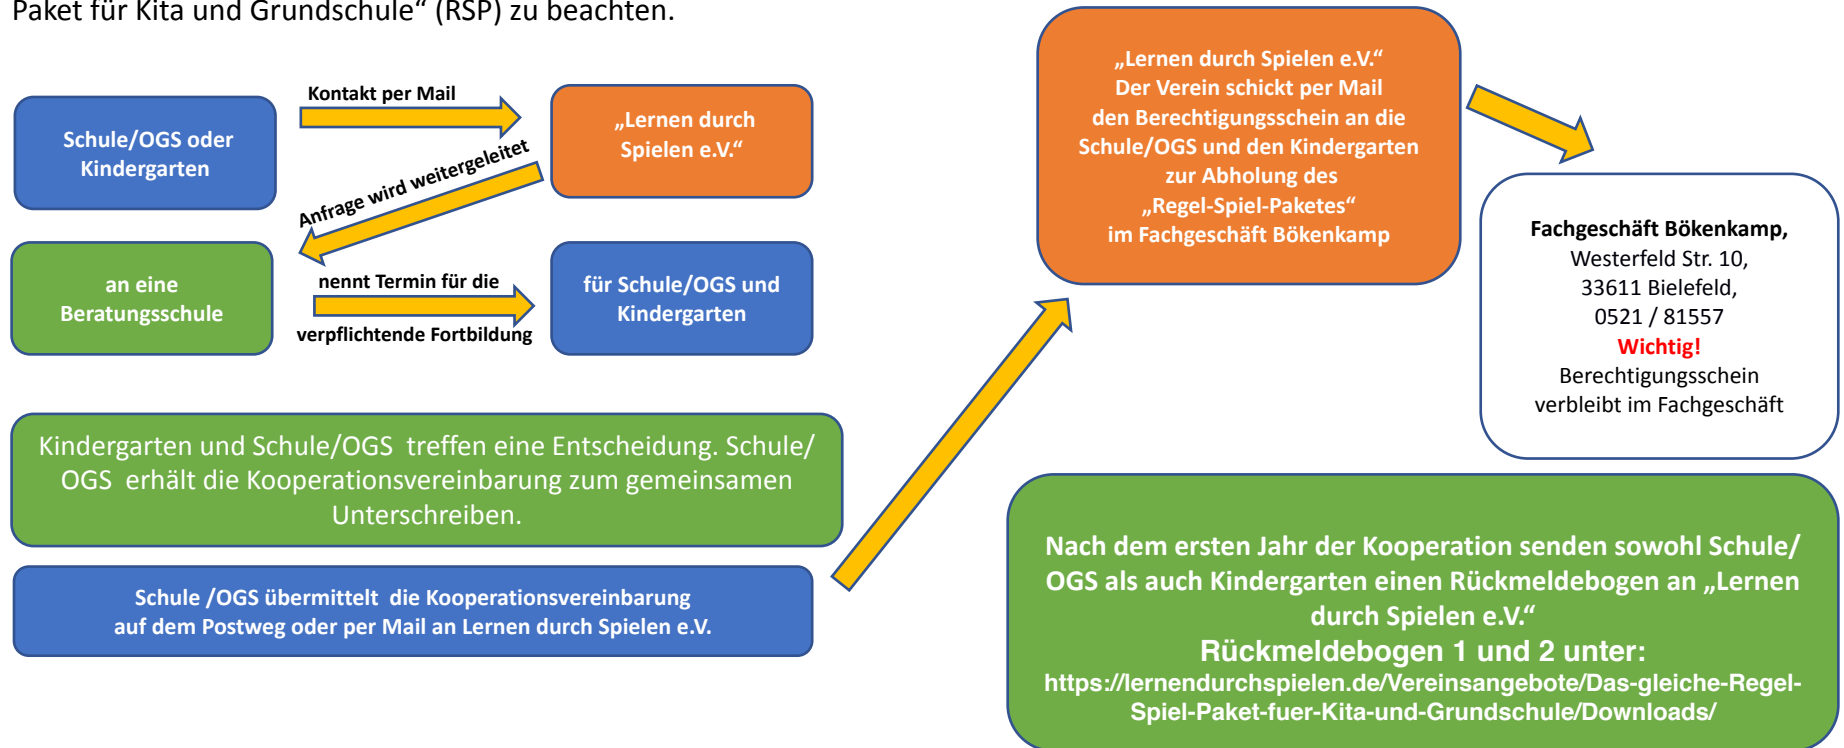 Paket für Kita und Grundschule“ (RSP) zu beachten.
Kontakt per Mail
Schule/OGS oder
Kindergarten
„Lernen durch
Spielen e.V.“
Anfrage wird weitergeleitet
an eine
Beratungsschule
nennt Termin für die
verpflichtende Fortbildung
für Schule/OGS und
Kindergarten
Kindergarten und Schule/OGS  treffen eine Entscheidung. Schule/
OGS  erhält die Kooperationsvereinbarung zum gemeinsamen
Unterschreiben.
Schule /OGS übermittelt  die Kooperationsvereinbarung
auf dem Postweg oder per Mail an Lernen durch Spielen e.V.
„Lernen durch Spielen e.V.“
Der Verein schickt per Mail
den Berechtigungsschein an die
Schule/OGS und den Kindergarten
zur Abholung des
„Regel-Spiel-Paketes“
im Fachgeschäft Bökenkamp
Fachgeschäft Bökenkamp,
Westerfeld Str. 10,
33611 Bielefeld,
0521 / 81557
Wichtig!
Berechtigungsschein
verbleibt im Fachgeschäft
Nach dem ersten Jahr der Kooperation senden sowohl Schule/
OGS als auch Kindergarten einen Rückmeldebogen an „Lernen
durch Spielen e.V.“
Rückmeldebogen 1 und 2 unter:
https://lernendurchspielen.de/Vereinsangebote/Das-gleiche-Regel-
Spiel-Paket-fuer-Kita-und-Grundschule/Downloads/